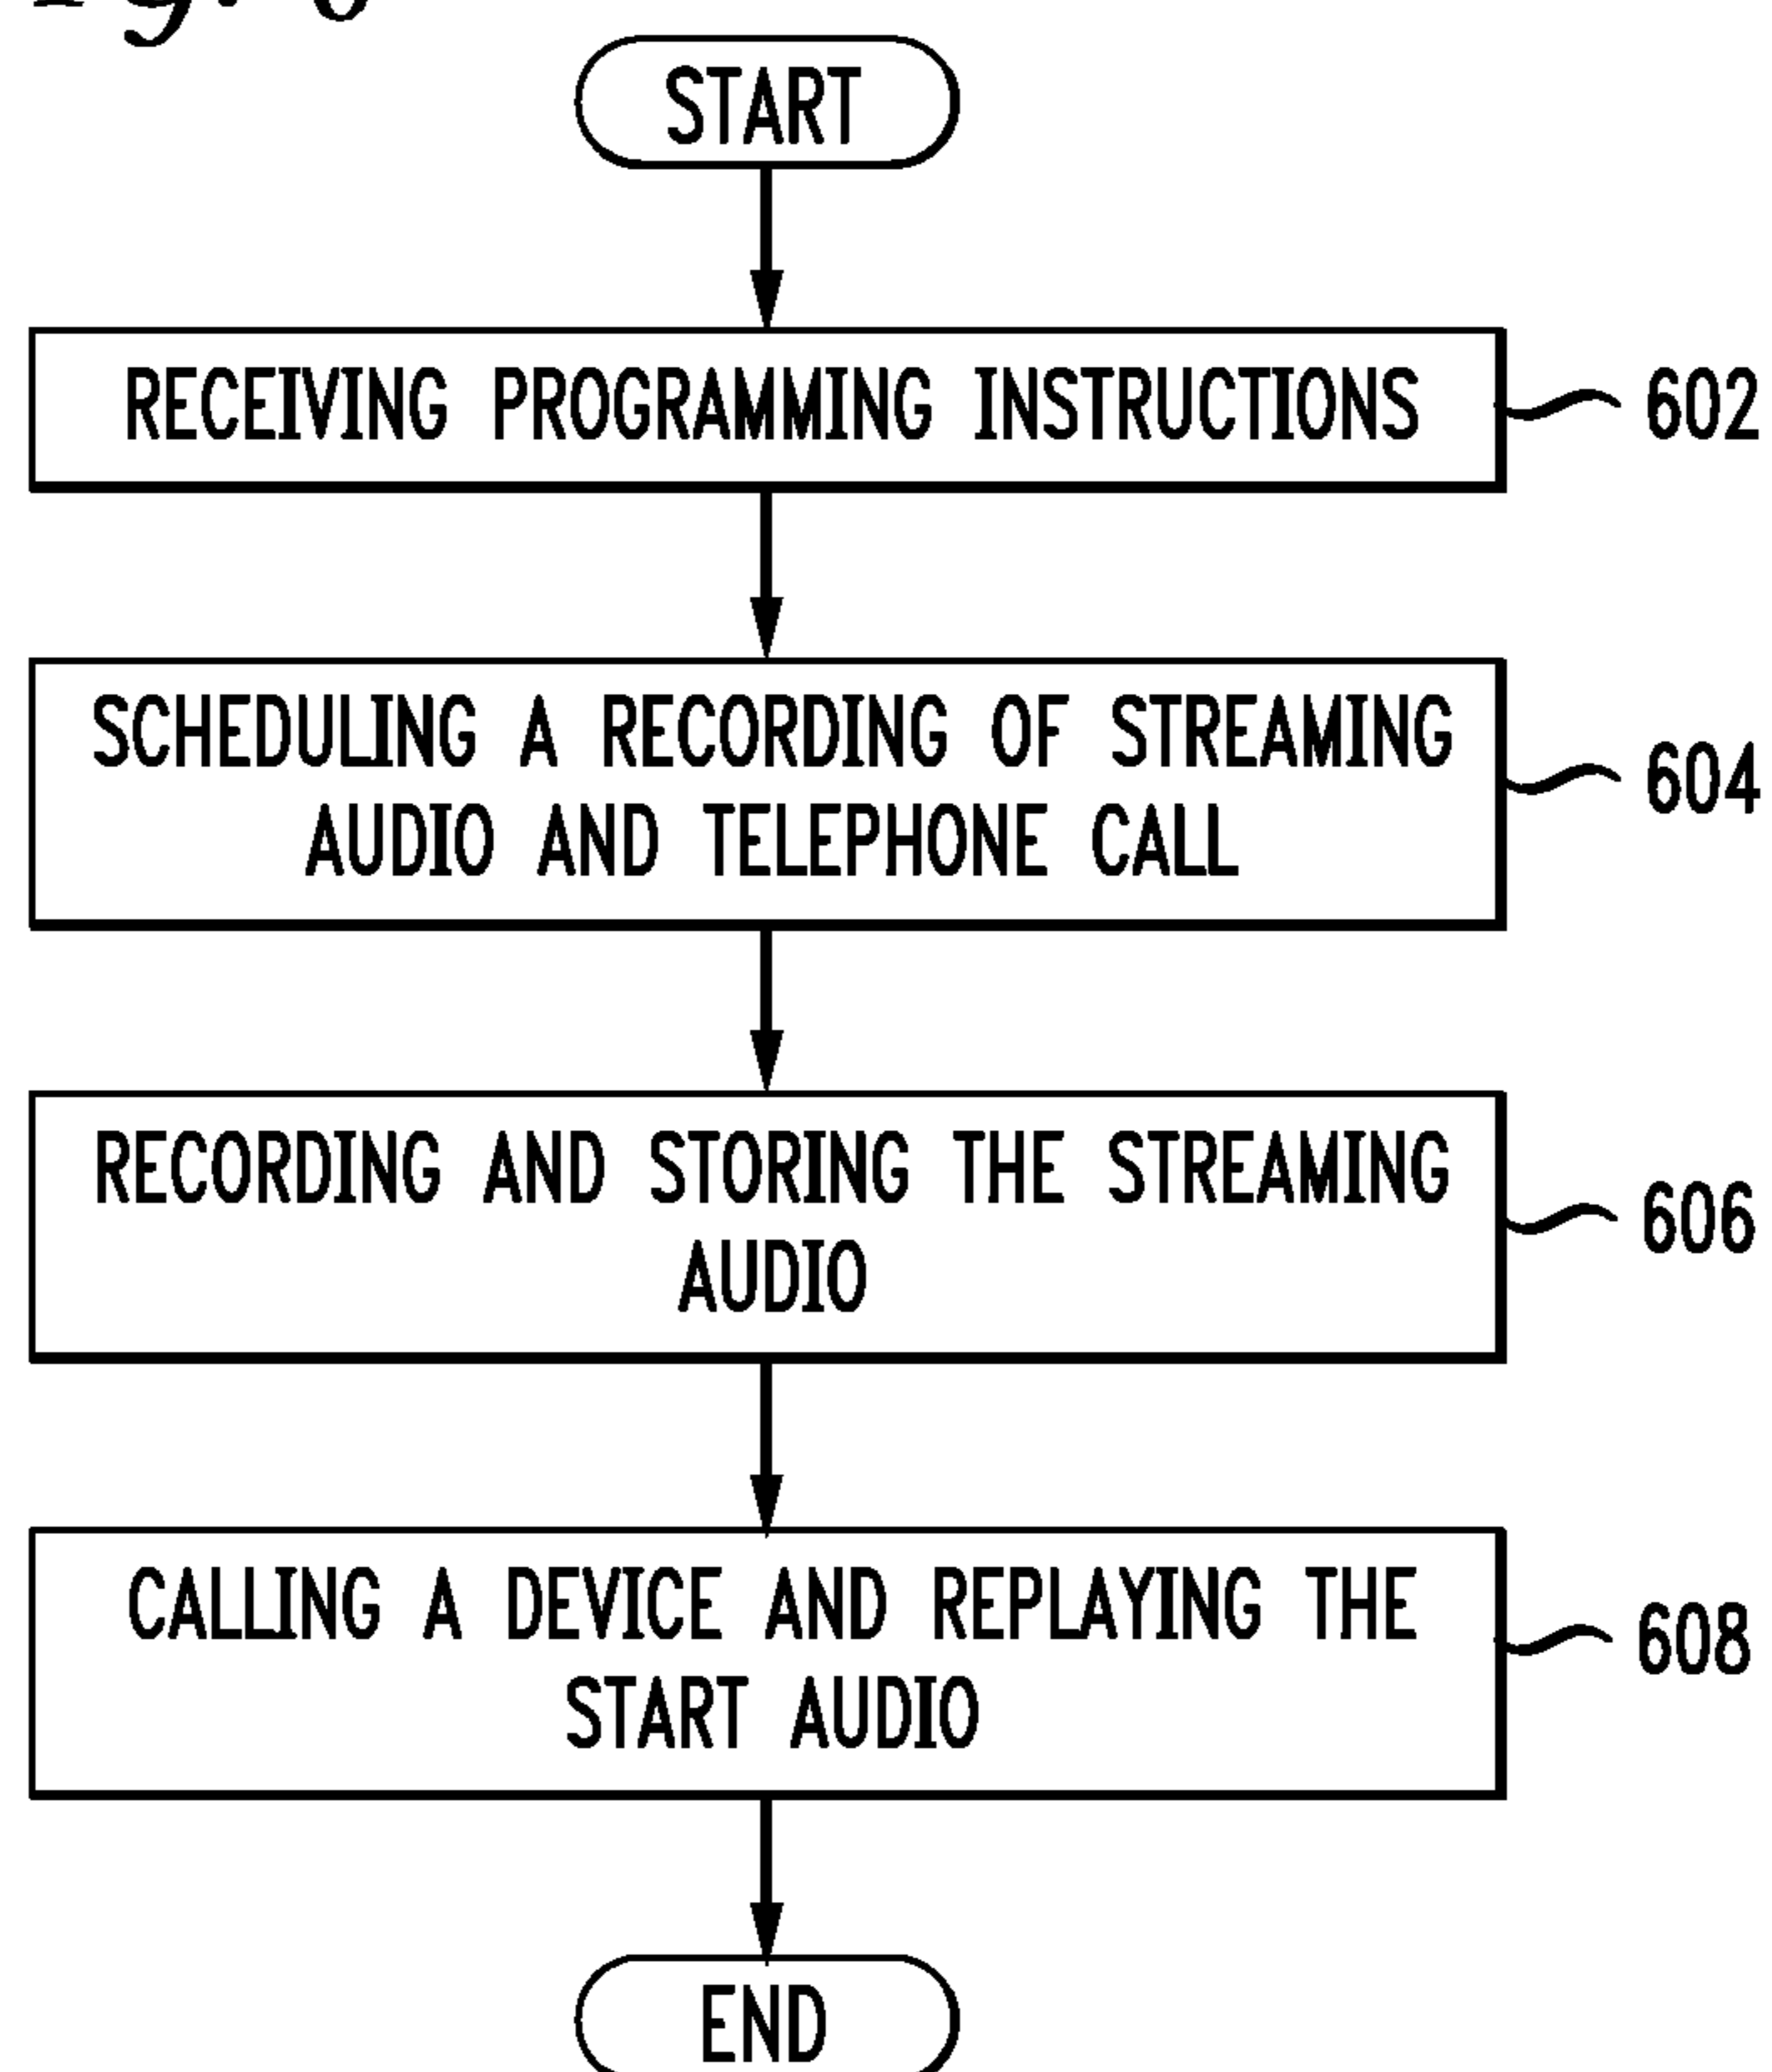 START
RECEIVING PROGRAMMING INSTRUCTIONS
602
SCHEDULING A RECORDING OF STREAMING
AUDIO AND TELEPHONE CALL
604
RECORDING AND STORING THE STREAMING
AUDIO
606
CALLING A DEVICE AND REPLAYING THE
START AUDIO
608
END